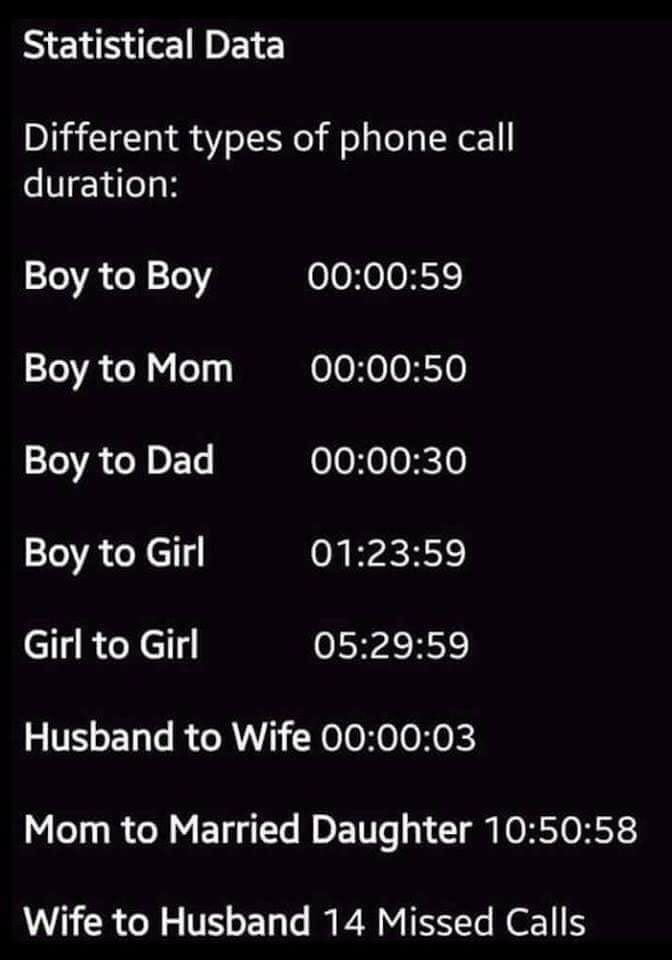 Statistical Data
Different types of phone call
duration:
Boy to Boy 00:00:59
Boy to Mom 00:00:50
Boy to Dad 00:00:30
Boy to Girl 01:23:59
Girl to Girl 05:29:59
Husband to Wife 00:00:03
Mom to Married Daughter 10:50:58
Wife to Husband 14 Missed Calls